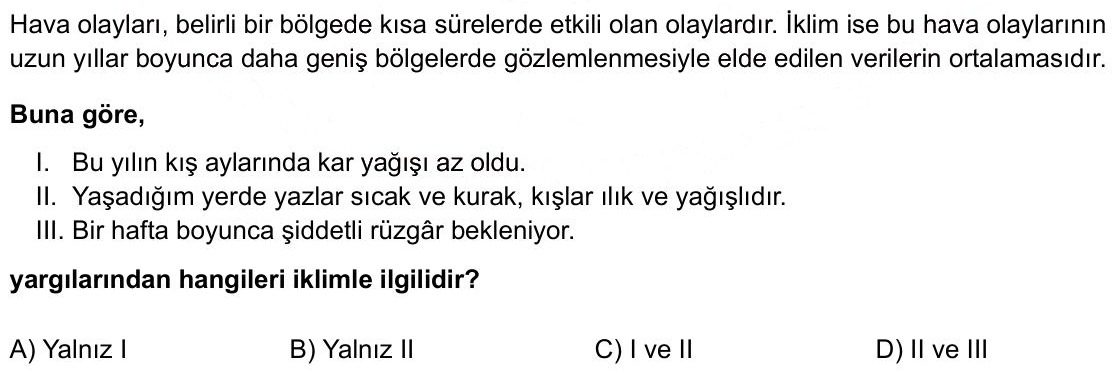 Hava olayları, belirli bir bölgede kısa sürelerde etkili olan olaylardır. İklim ise bu hava olaylarının
uzun yıllar boyunca daha geniş bölgelerde gözlemlenmesiyle elde edilen verilerin ortalamasıdır.
Buna göre,
I. Bu yılın kış aylarında kar yağışı az oldu.
II. Yaşadığım yerde yazlar sıcak ve kurak, kışlar ılık ve yağışlıdır.
III. Bir hafta boyunca şiddetli rüzgâr bekleniyor.
yargılarından hangileri iklimle ilgilidir?
A) Yalnız I B) Yalnız II C) I ve II D) II ve III